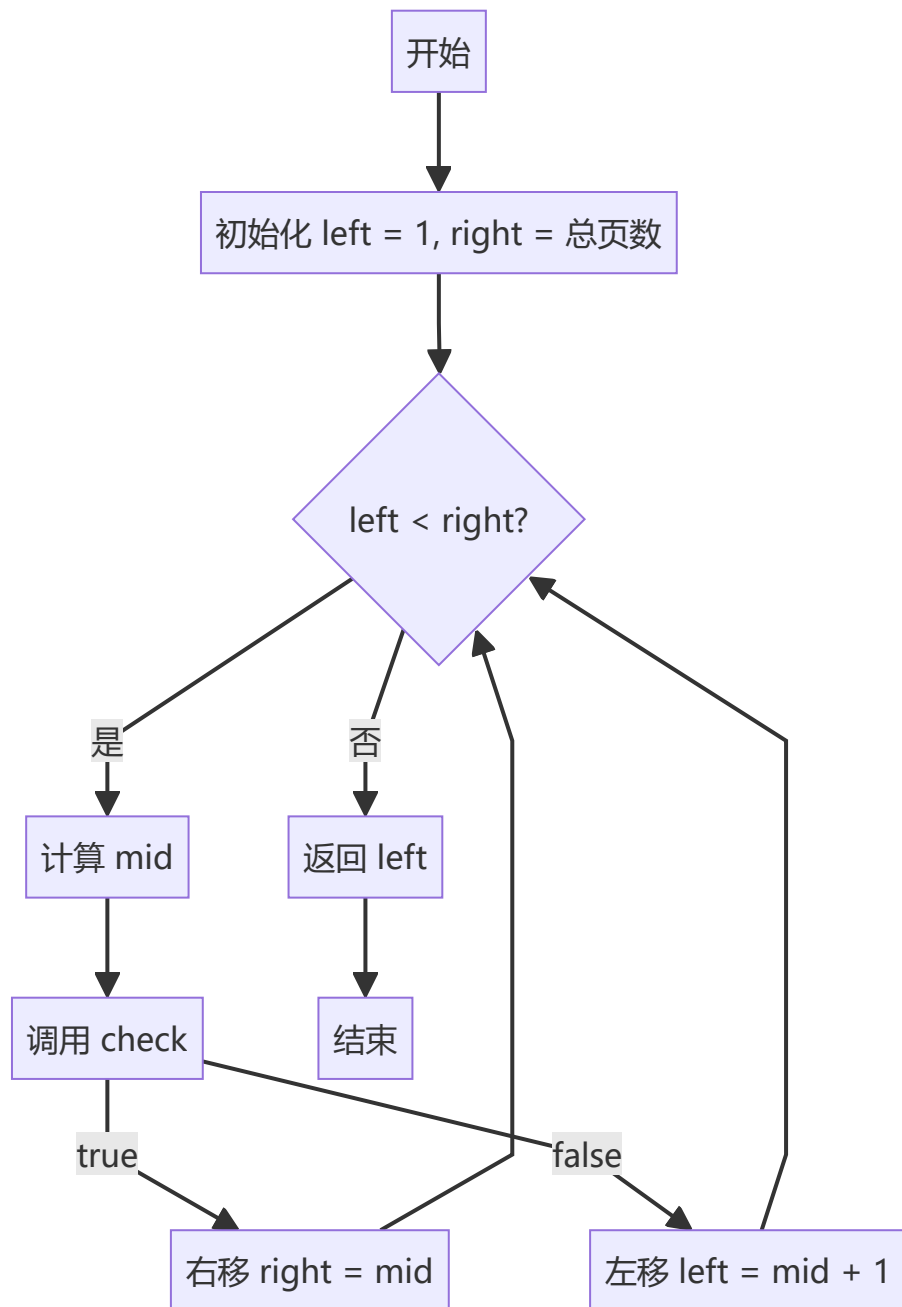 开始
初始化 left = 1, right = 总页数
left < right?
是
否
计算 mid
返回 left
调用 check
结束
true
false
右移 right = mid
左移 left = mid + 1